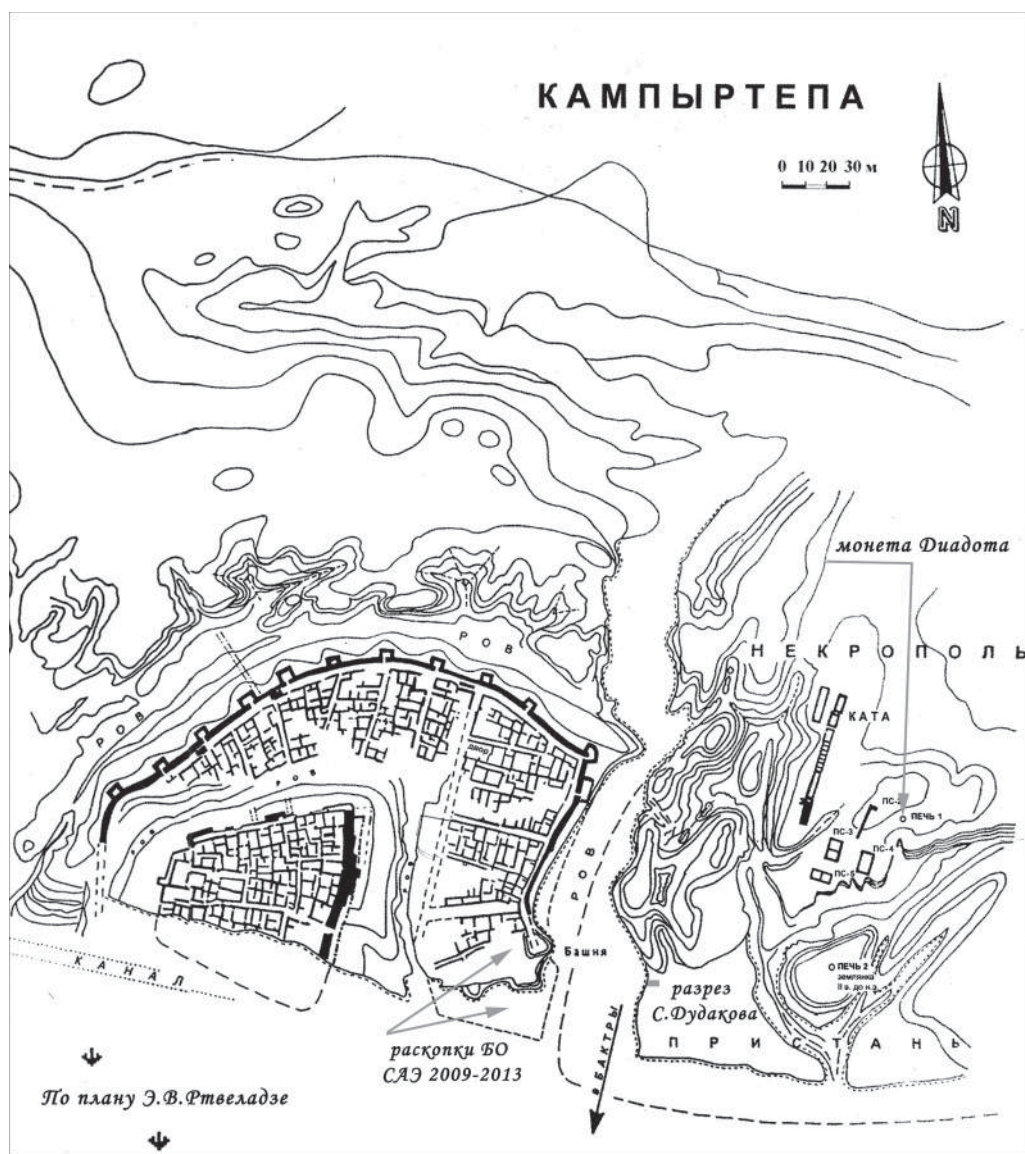 КАМПЫРТЕПА
0 10 20 30 м
N
монета Диадота
НЕКРОПОЛЬ
РОВ
РОВ
КАТА
двор
РОВ
ПС-3
ПЕЧЬ 1
ПС-4
ПС-5
РОВ
Башня
КАНАЛ
ПЕЧЬ 2
землянка
II в. до н.э.
разрез
С.Дудакова
ПРИСТАНЬ
раскопки БО
САЭ 2009-2013
в БАКТРЫ
По плану Э.В.Ртвеладзе